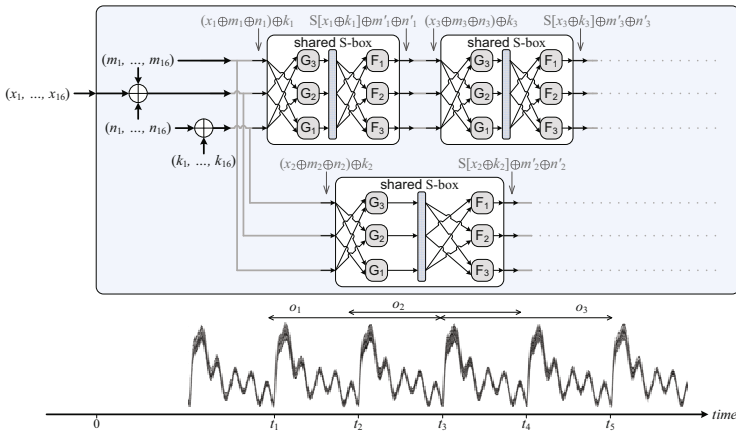 (x₁⊕m₁⊕n₁)⊕k₁ S[x₁⊕k₁]⊕m'₁⊕n'₁ (x₃⊕m₃⊕n₃)⊕k₃ S[x₃⊕k₃]⊕m'₃⊕n'₃
shared S-box shared S-box
(m₁, ..., m₁₆) G₃ F₁ G₃ F₁
(x₁, ..., x₁₆) G₂ F₂ G₂ F₂
(n₁, ..., n₁₆) G₁ F₃ G₁ F₃
(k₁, ..., k₁₆)
(x₂⊕m₂⊕n₂)⊕k₂ S[x₂⊕k₂]⊕m'₂⊕n'₂
shared S-box
G₃ F₁
G₂ F₂
G₁ F₃
o₁ o₂ o₃
time
0 t₁ t₂ t₃ t₄ t₅